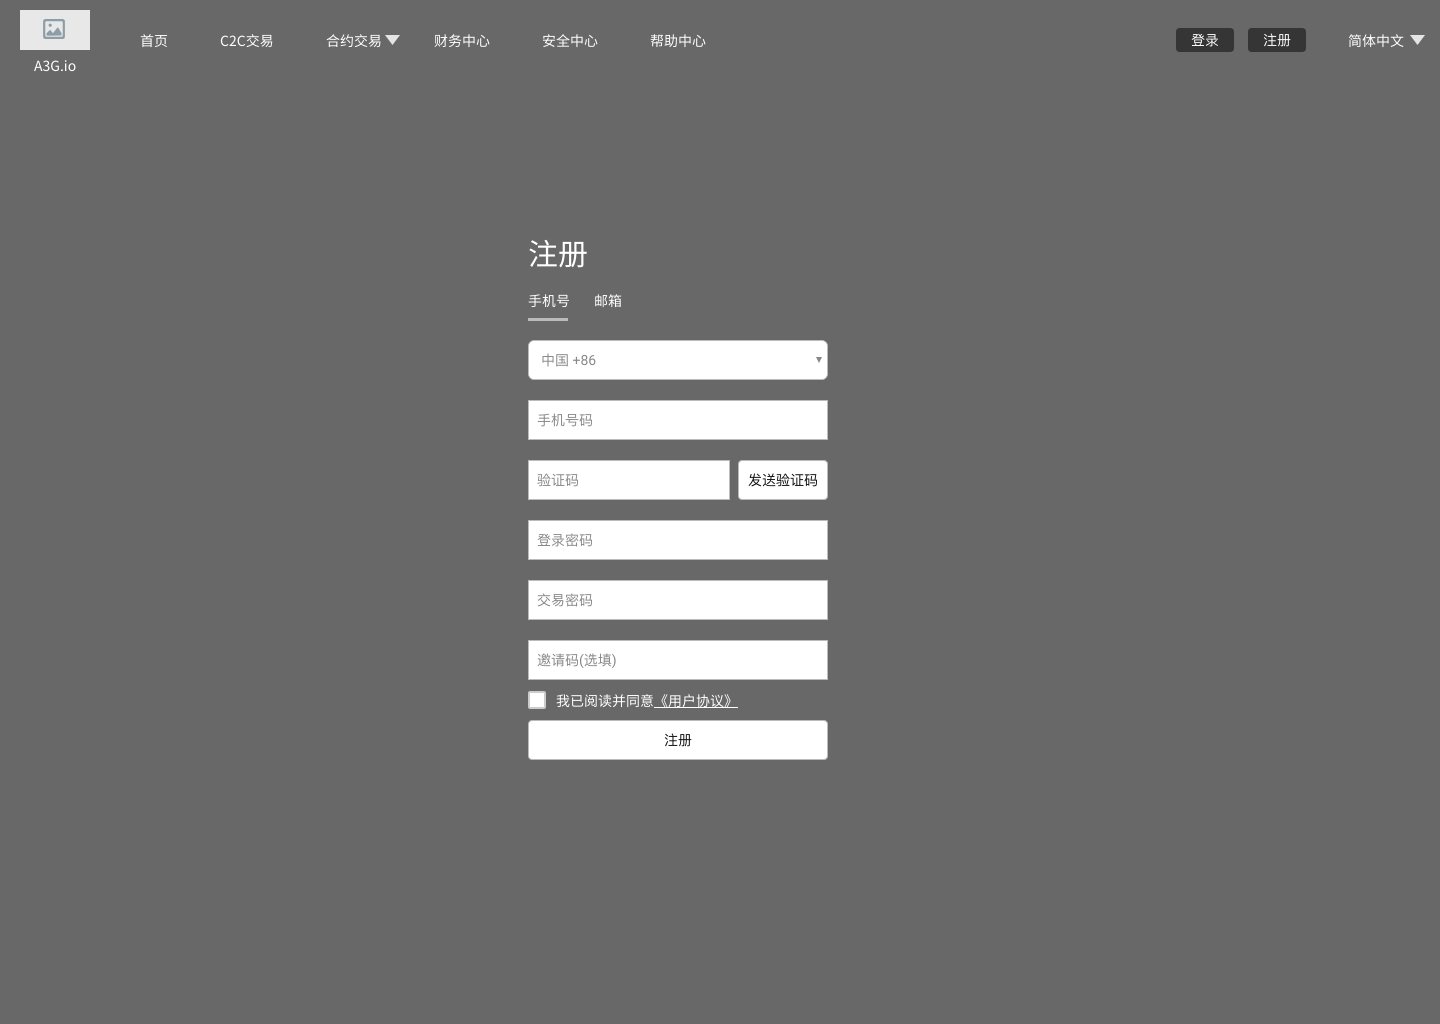 A3G.io
首页
C2C交易
合约交易
财务中心
安全中心
帮助中心
登录
注册
简体中文
注册
手机号
邮箱
中国 +86
手机号码
验证码
发送验证码
登录密码
交易密码
邀请码(选填)
我已阅读并同意《用户协议》
注册